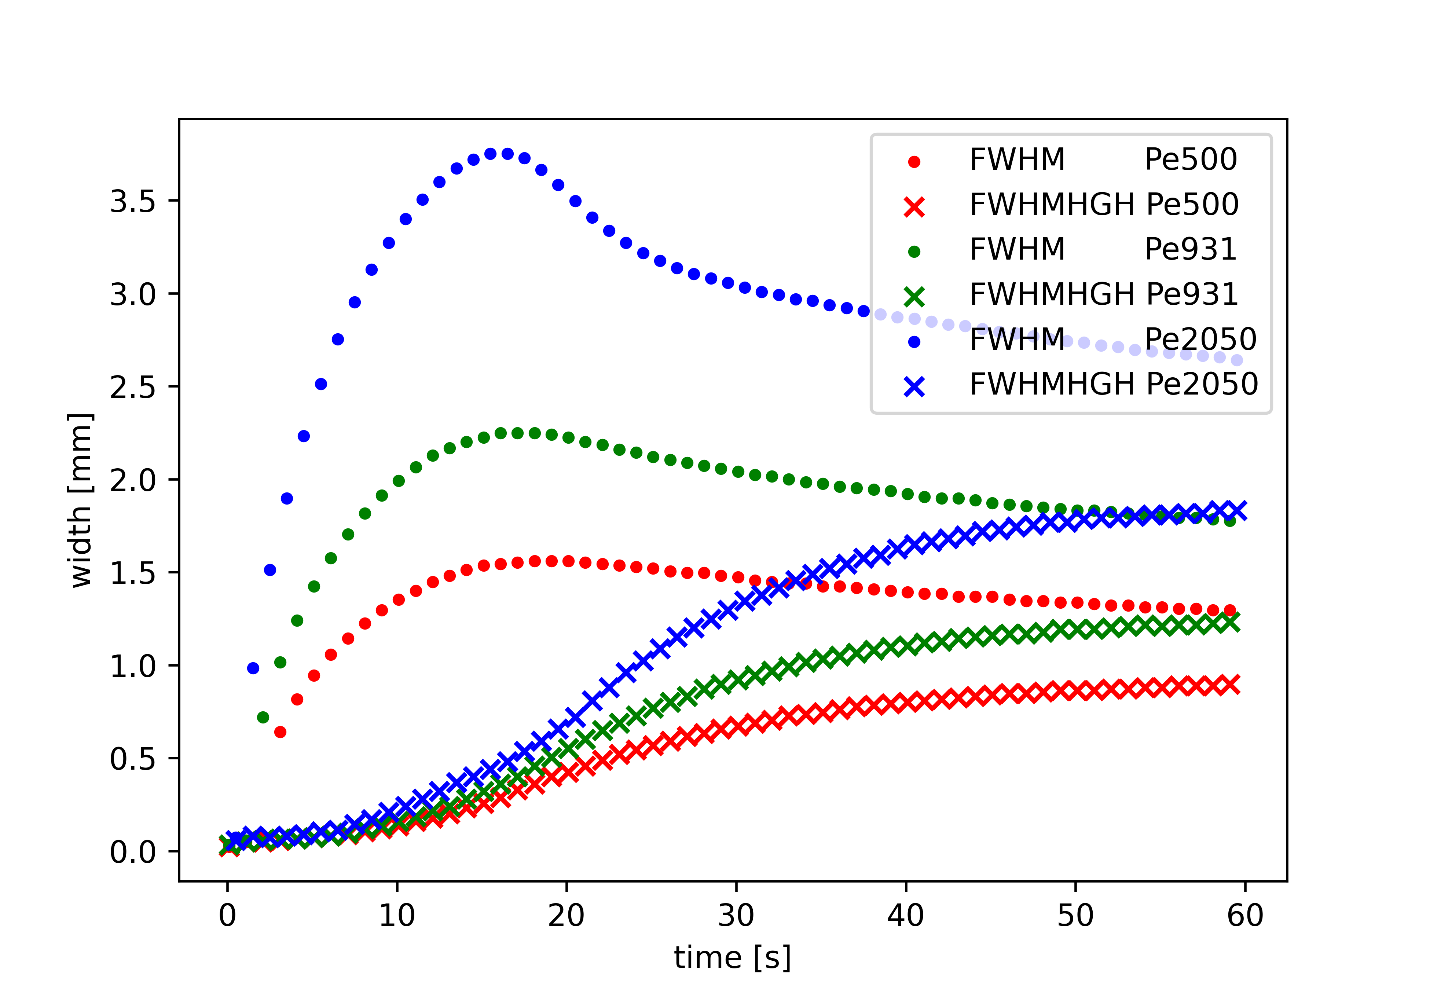 FWHM Pe500
FWHMHGH Pe500
FWHM Pe931
FWHMHGH Pe931
FWHM Pe2050
FWHMHGH Pe2050
3.5
3.0
2.5
2.0
1.5
1.0
0.5
0.0
width [mm]
0 10 20 30 40 50 60
time [s]